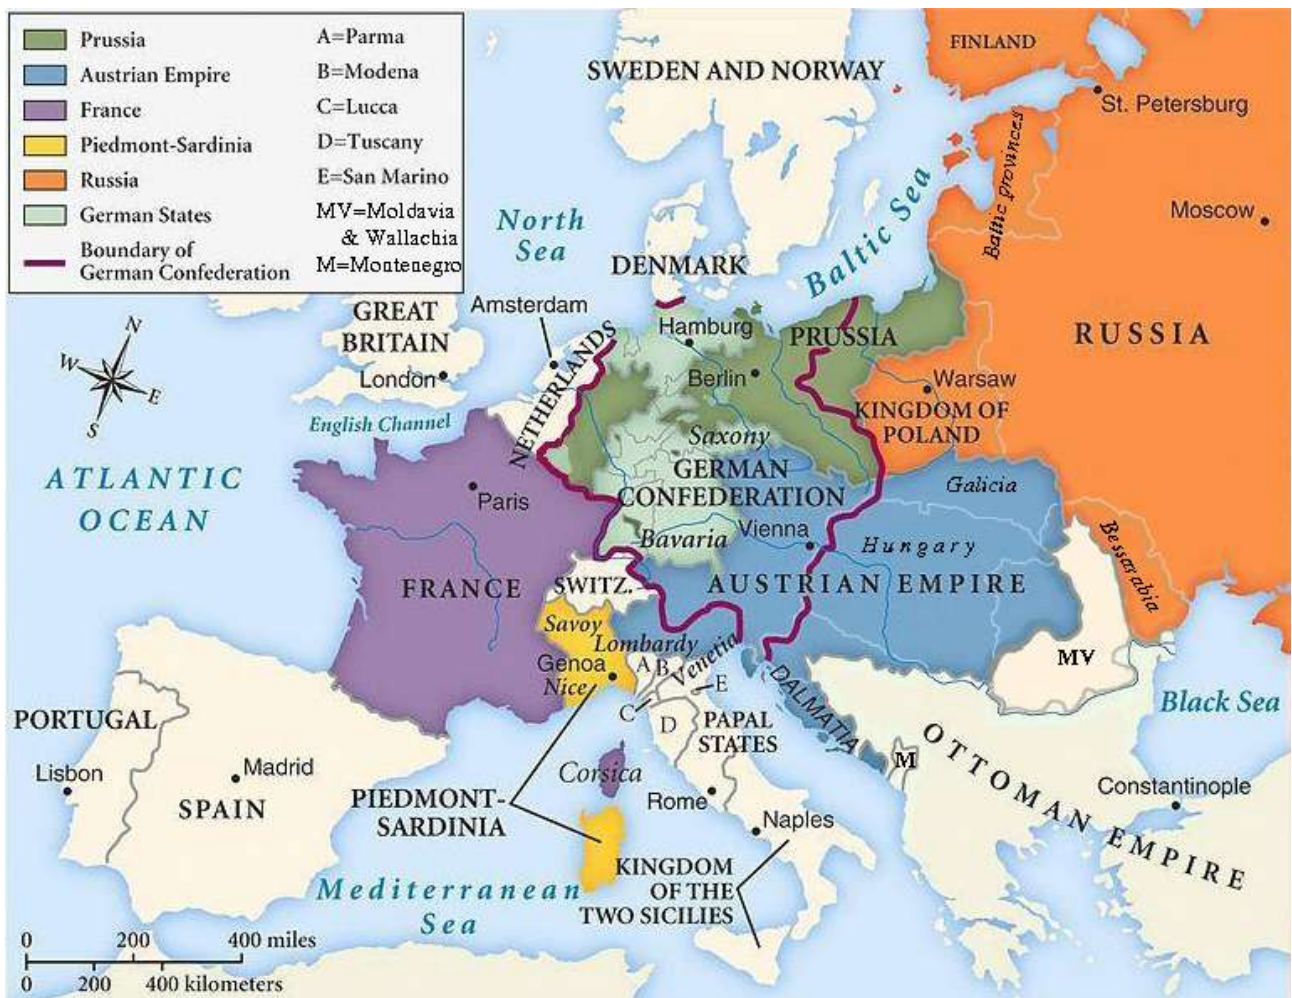 Prussia
Austrian Empire
France
Piedmont-Sardinia
Russia
German States
Boundary of
German Confederation
A=Parma
B=Modena
C=Lucca
D=Tuscany
E=San Marino
MV=Moldavia
& Wallachia
M=Montenegro
FINLAND
SWEDEN AND NORWAY
St. Petersburg
Baltic provinces
Moscow
North
Sea
Baltic Sea
DENMARK
Amsterdam
GREAT
BRITAIN
London
NETHERLANDS
Hamburg
PRUSSIA
RUSSIA
Berlin
Warsaw
KINGDOM OF
POLAND
N
W
E
S
English Channel
Saxony
GERMAN
CONFEDERATION
ATLANTIC
OCEAN
Paris
Galicia
Vienna
Bavaria
Hungary
Bessarabia
FRANCE
SWITZ.
AUSTRIAN EMPIRE
Savoy
Lombardy
Venetia
Genoa
Nice
A
B
C
D
E
MV
DALMATIA
Black Sea
PORTUGAL
PAPAL
STATES
OTTOMAN EMPIRE
M
Lisbon
Madrid
SPAIN
Corsica
Rome
Constantinople
PIEDMONT-
SARDINIA
Naples
KINGDOM
OF THE
TWO SICILIES
Mediterranean
Sea
0 200 400 miles
0 200 400 kilometers